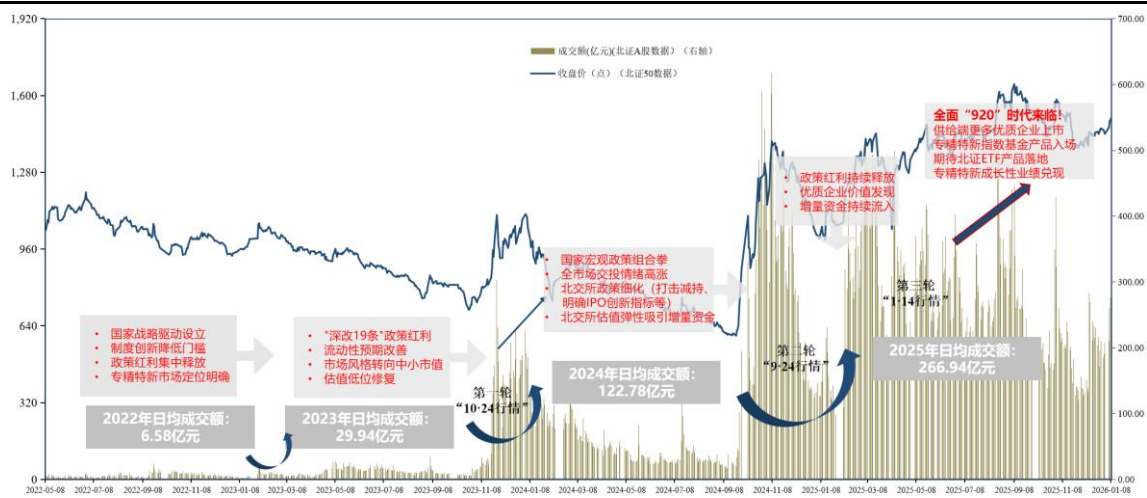 成交额(亿元)(北证A股数据)（右轴）
收盘价（点）（北证50数据）
1,920
1,600
1,280
960
640
320
0
700.00
600.00
500.00
400.00
300.00
200.00
100.00
0.00
• 国家战略驱动设立
• 制度创新降低门槛
• 政策红利集中释放
• 专精特新市场定位明确
2022年日均成交额：
6.58亿元
• “深改19条”政策红利
• 流动性预期改善
• 市场风格转向中小市值
• 估值低位修复
2023年日均成交额：
29.94亿元
第一轮
“10·24行情”
• 国家宏观政策组合拳
• 全市场交投情绪高涨
• 北交所政策细化（打击减持、
明确IPO创新指标等）
• 北交所估值弹性吸引增量资金
2024年日均成交额：
122.78亿元
第二轮
“9·24行情”
• 政策红利持续释放
• 优质企业价值发现
• 增量资金持续流入
第三轮
“1·14行情”
2025年日均成交额：
266.94亿元
全面“920”时代来临！
供给端更多优质企业上市
专精特新指数基金产品入场
期待北证ETF产品落地
专精特新成长性业绩兑现
2022-05-08
2022-07-08
2022-09-08
2022-11-08
2023-01-08
2023-03-08
2023-05-08
2023-07-08
2023-09-08
2023-11-08
2024-01-08
2024-03-08
2024-05-08
2024-07-08
2024-09-08
2024-11-08
2025-01-08
2025-03-08
2025-05-08
2025-07-08
2025-09-08
2025-11-08
2026-01-08